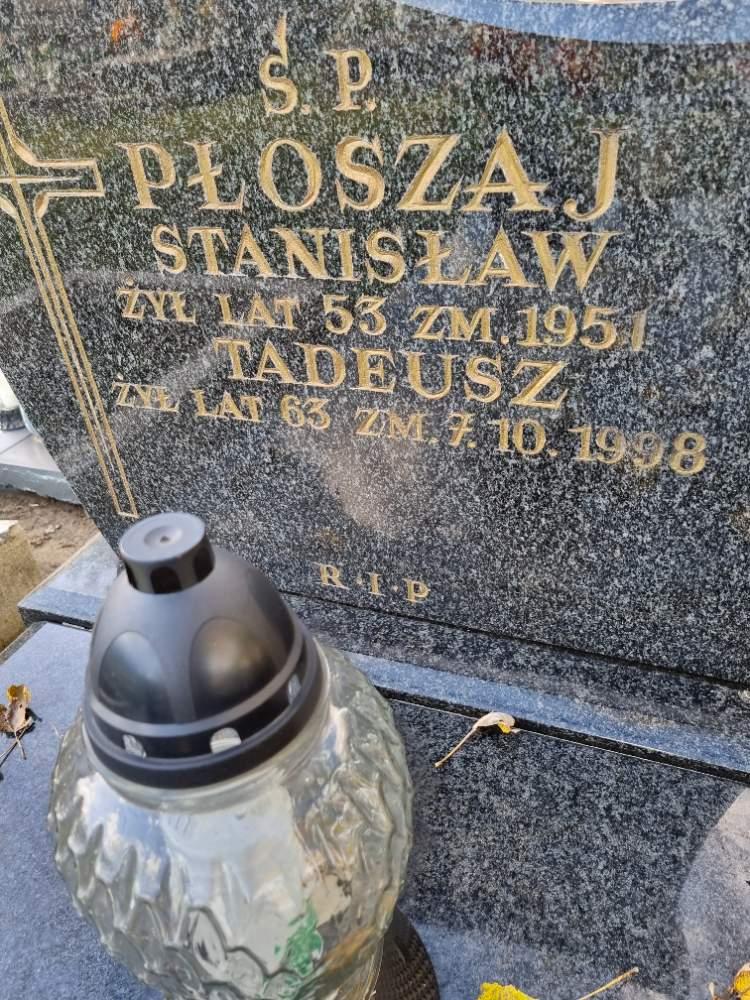 Ś. P.
PŁOSZAJ
STANISŁAW
ŻYŁ LAT 53 ZM. 1951
TADEUSZ
ŻYŁ LAT 63 ZM. 7. 10. 1998
R·I·P